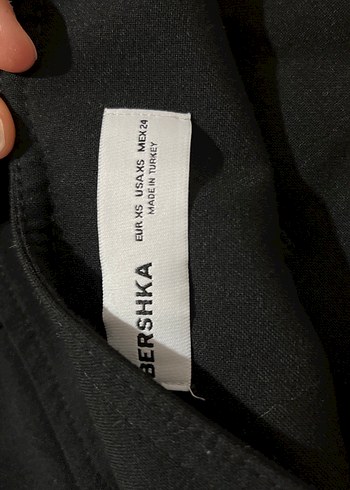 BERSHKA
EUR XS USA XS MEX 24
MADE IN TURKEY